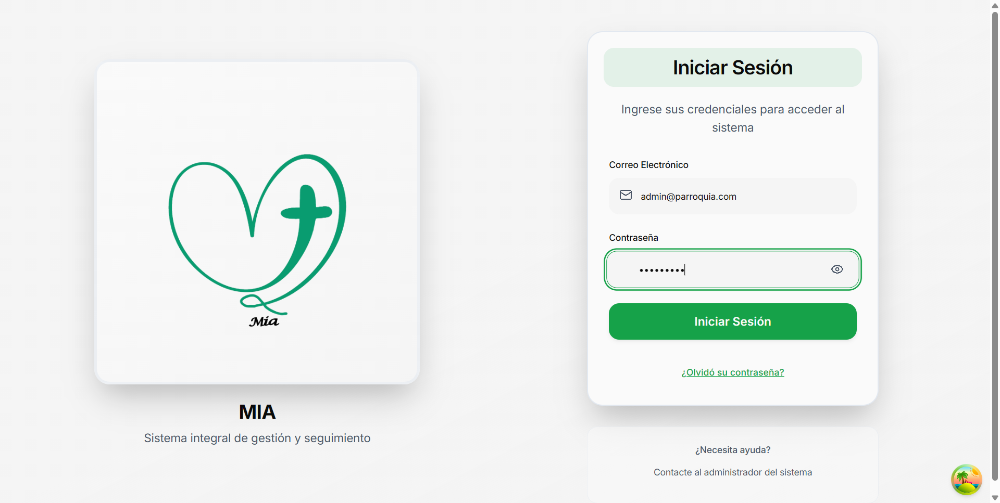 Mía
MIA
Sistema integral de gestión y seguimiento
Iniciar Sesión
Ingrese sus credenciales para acceder al
sistema
Correo Electrónico
admin@parroquia.com
Contraseña
•••••••••
Iniciar Sesión
¿Olvidó su contraseña?
¿Necesita ayuda?
Contacte al administrador del sistema